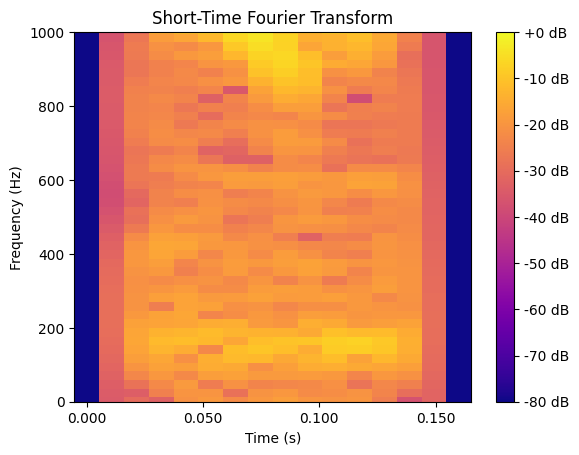 Short-Time Fourier Transform
1000
800
600
400
200
0
Frequency (Hz)
0.000
0.050
0.100
0.150
Time (s)
+0 dB
-10 dB
-20 dB
-30 dB
-40 dB
-50 dB
-60 dB
-70 dB
-80 dB